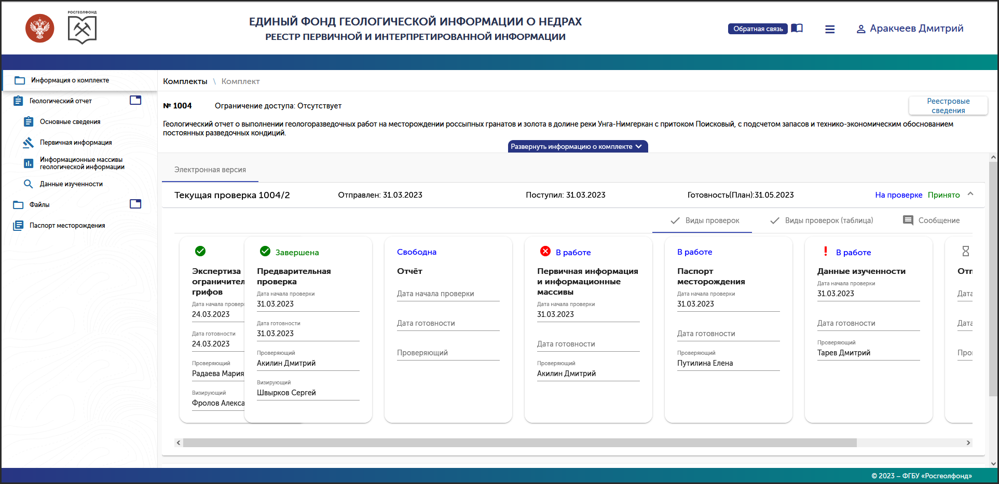 РОСГЕОЛФОНД
ЕДИНЫЙ ФОНД ГЕОЛОГИЧЕСКОЙ ИНФОРМАЦИИ О НЕДРАХ
РЕЕСТР ПЕРВИЧНОЙ И ИНТЕРПРЕТИРОВАННОЙ ИНФОРМАЦИИ
Обратная связь
Аракчеев Дмитрий
Информация о комплекте
Геологический отчет
Основные сведения
Первичная информация
Информационные массивы
геологической информации
Данные изученности
Файлы
Паспорт месторождения
Комплекты \ Комплект
№ 1004
Ограничение доступа: Отсутствует
Реестровые
сведения
Геологический отчет о выполнении геологоразведочных работ на месторождении россыпных гранатов и золота в долине реки Унга-Нимгеркан с притоком Поисковый, с подсчетом запасов и технико-экономическим обоснованием
постоянных разведочных кондиций.
Развернуть информацию о комплекте
Электронная версия
Текущая проверка 1004/2
Отправлен: 31.03.2023
Поступил: 31.03.2023
Готовность(План):31.05.2023
На проверке Принято
Виды проверок
Виды проверок (таблица)
Сообщение
Экспертиза
ограничител
грифов
Дата начала провер
24.03.2023
Дата готовности
24.03.2023
Проверяющий
Радаева Мария
Визирующий
Фролов Алекса
Завершена
Предварительная
проверка
Дата начала проверки
31.03.2023
Дата готовности
31.03.2023
Проверяющий
Акилин Дмитрий
Визирующий
Швырков Сергей
Свободна
Отчёт
Дата начала проверки
Дата готовности
Проверяющий
В работе
Первичная информация
и информационные
массивы
Дата начала проверки
31.03.2023
Дата готовности
Проверяющий
Акилин Дмитрий
В работе
Паспорт
месторождения
Дата начала проверки
31.03.2023
Дата готовности
Проверяющий
Путилина Елена
В работе
Данные изученности
Дата начала проверки
31.03.2023
Дата готовности
Проверяющий
Тарев Дмитрий
Дата
Дата
© 2023 – ФГБУ «Росгеолфонд»